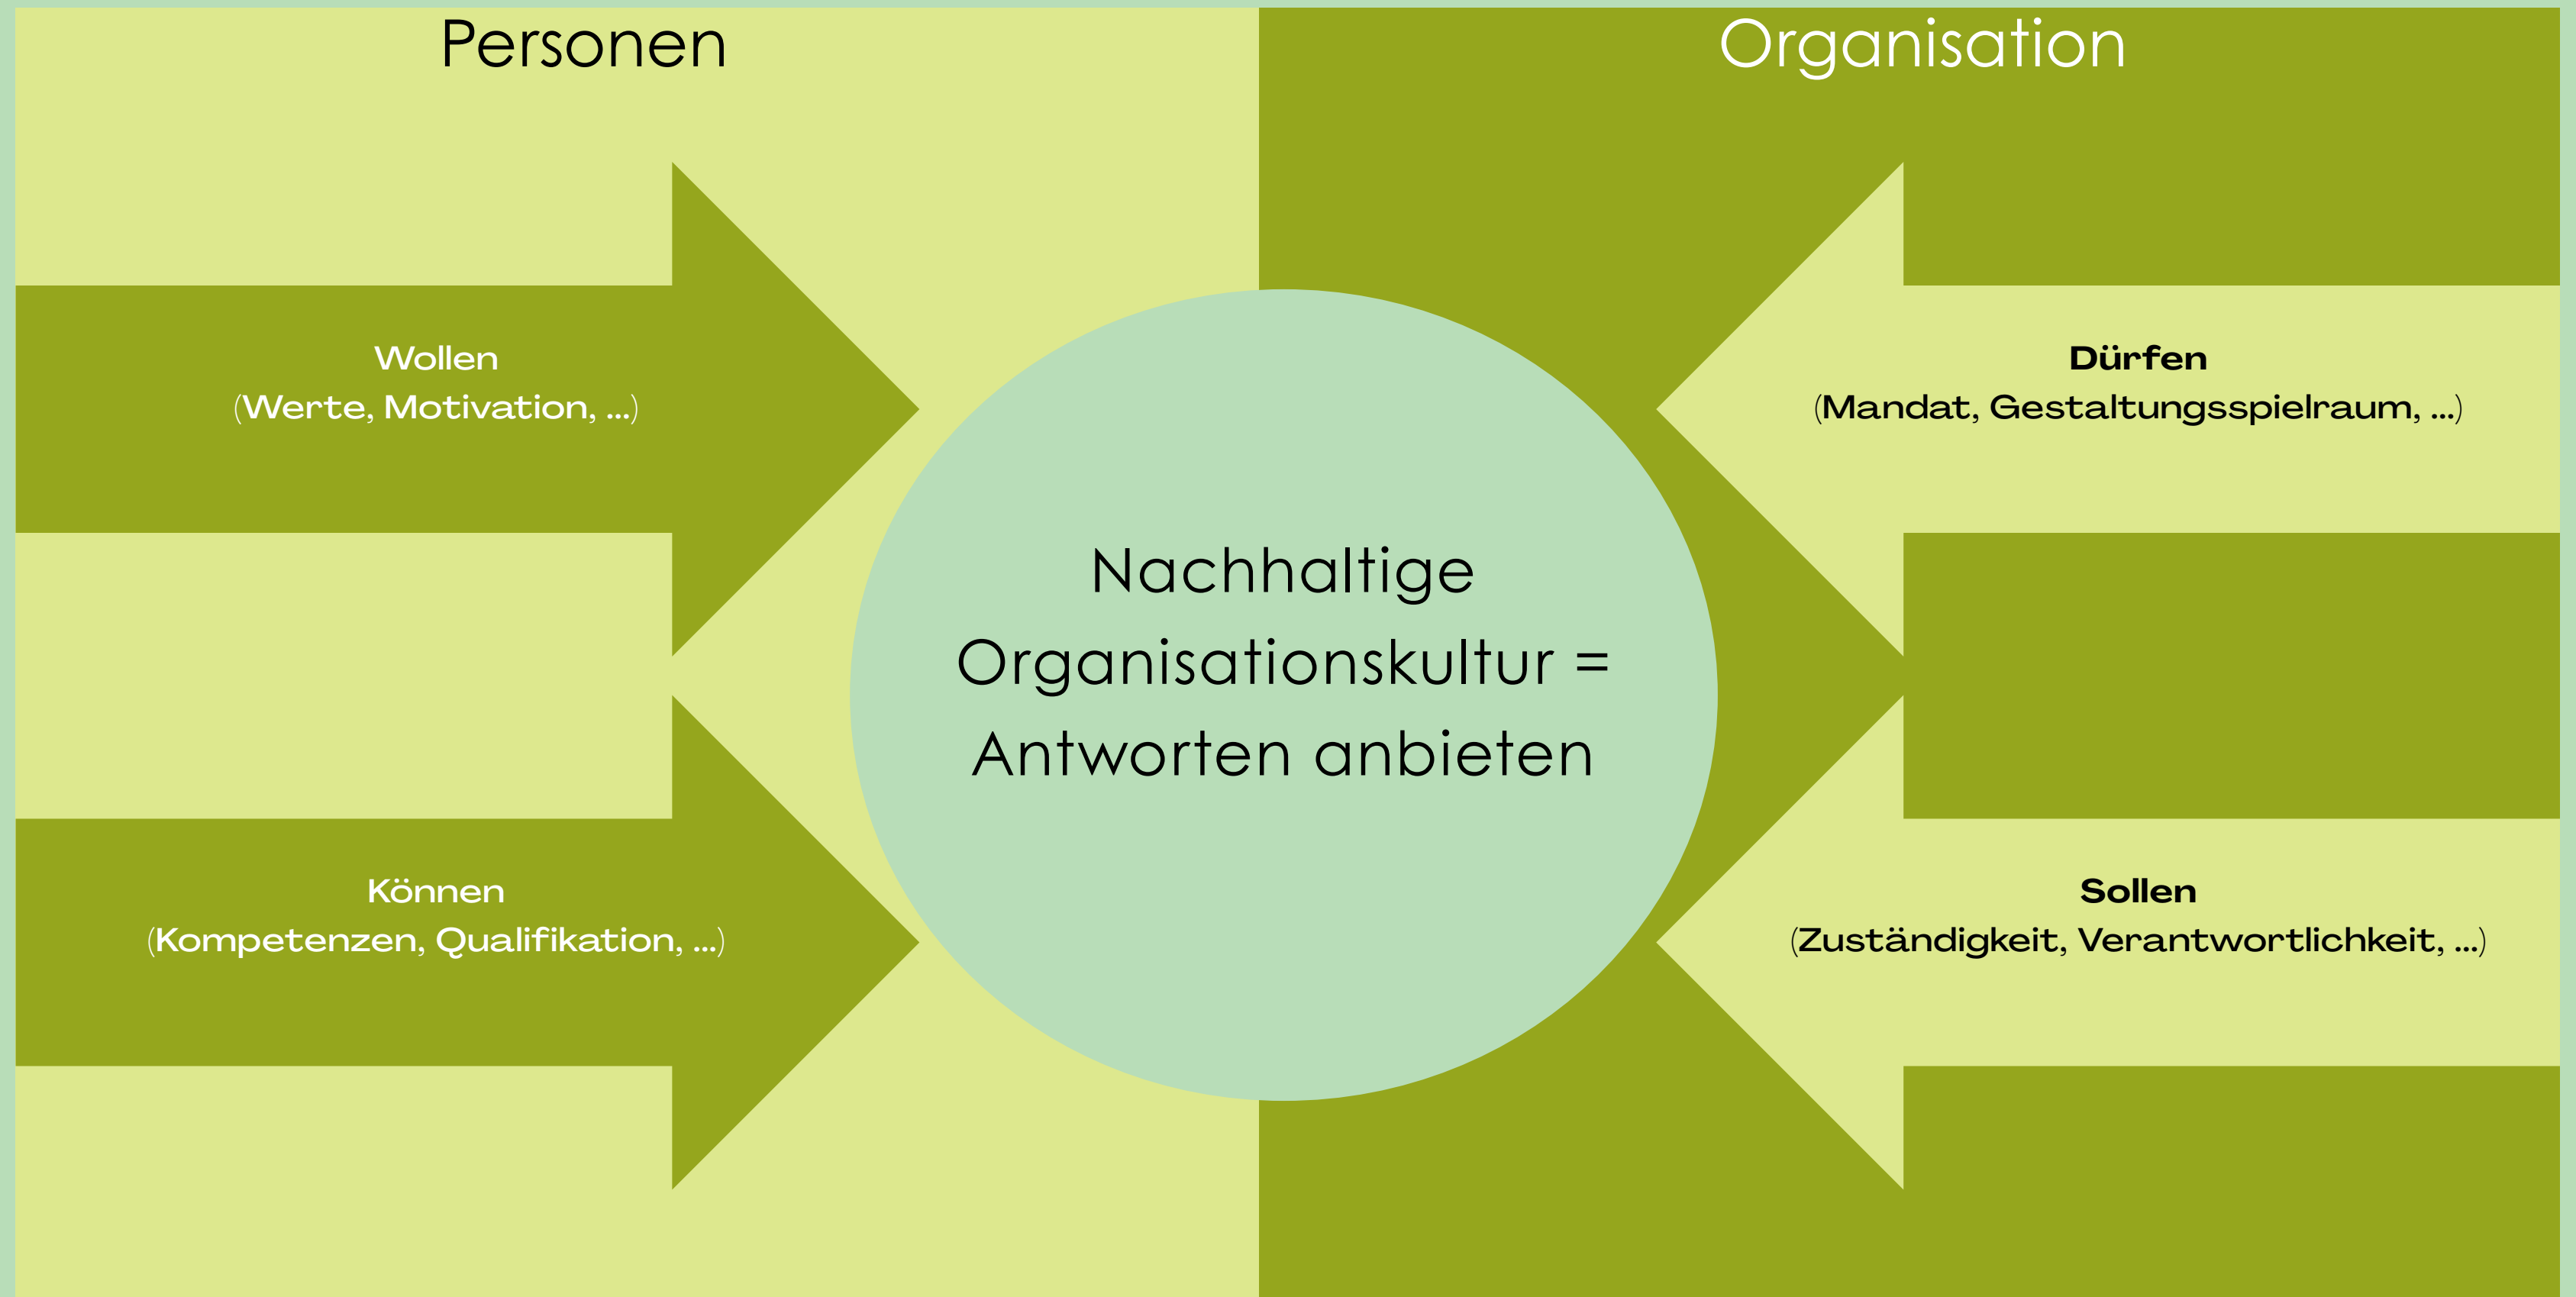 Personen
Organisation
Wollen
(Werte, Motivation, ...)
Dürfen
(Mandat, Gestaltungsspielraum, ...)
Nachhaltige
Organisationskultur =
Antworten anbieten
Können
(Kompetenzen, Qualifikation, ...)
Sollen
(Zuständigkeit, Verantwortlichkeit, ...)